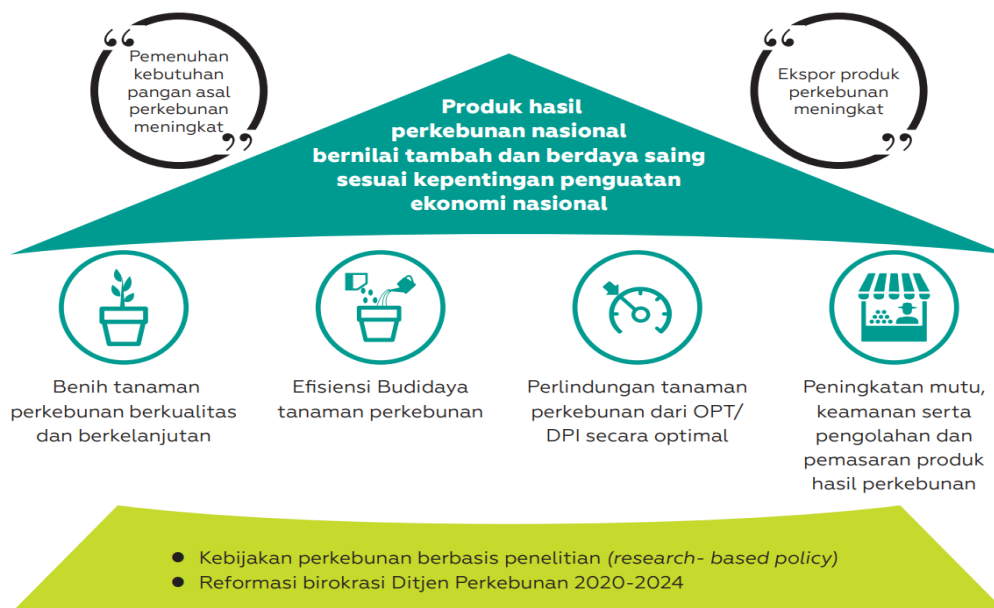 “
Pemenuhan
kebutuhan
pangan asal
perkebunan
meningkat
”
“
Ekspor produk
perkebunan
meningkat
”
Produk hasil
perkebunan nasional
bernilai tambah dan berdaya saing
sesuai kepentingan penguatan
ekonomi nasional
Benih tanaman
perkebunan berkualitas
dan berkelanjutan
Efisiensi Budidaya
tanaman perkebunan
Perlindungan tanaman
perkebunan dari OPT/
DPI secara optimal
Peningkatan mutu,
keamanan serta
pengolahan dan
pemasaran produk
hasil perkebunan
● Kebijakan perkebunan berbasis penelitian (research- based policy)
● Reformasi birokrasi Ditjen Perkebunan 2020-2024